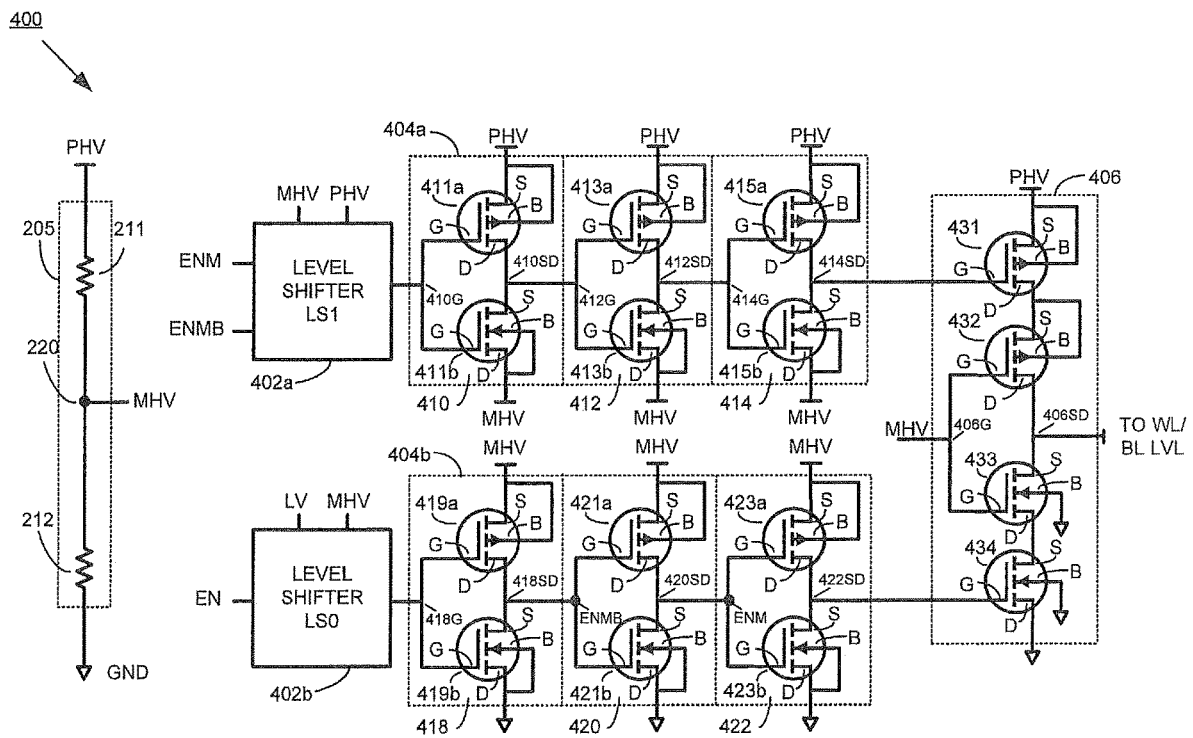 400
PHV
205
211
220
MHV
212
GND
MHV PHV
ENM
ENMB
LEVEL
SHIFTER
LS1
402a
404a
PHV
411a
S
B
G
D
410SD
410G
S
G
B
411b
D
410
MHV
PHV
413a
S
B
G
D
412SD
412G
S
G
B
413b
D
412
MHV
PHV
415a
S
B
G
D
414SD
414G
S
G
B
415b
D
414
MHV
LV MHV
EN
LEVEL
SHIFTER
LS0
402b
404b
MHV
419a
S
B
G
D
418SD
418G
S
G
B
419b
D
418
MHV
421a
S
B
G
D
420SD
ENMB
S
G
B
421b
D
420
MHV
423a
S
B
G
D
422SD
ENM
S
G
B
423b
D
422
PHV
406
431
S
B
G
D
432
S
B
G
D
MHV
406G
406SD
TO WL/
BL LVL
433
S
B
G
D
434
S
B
G
D